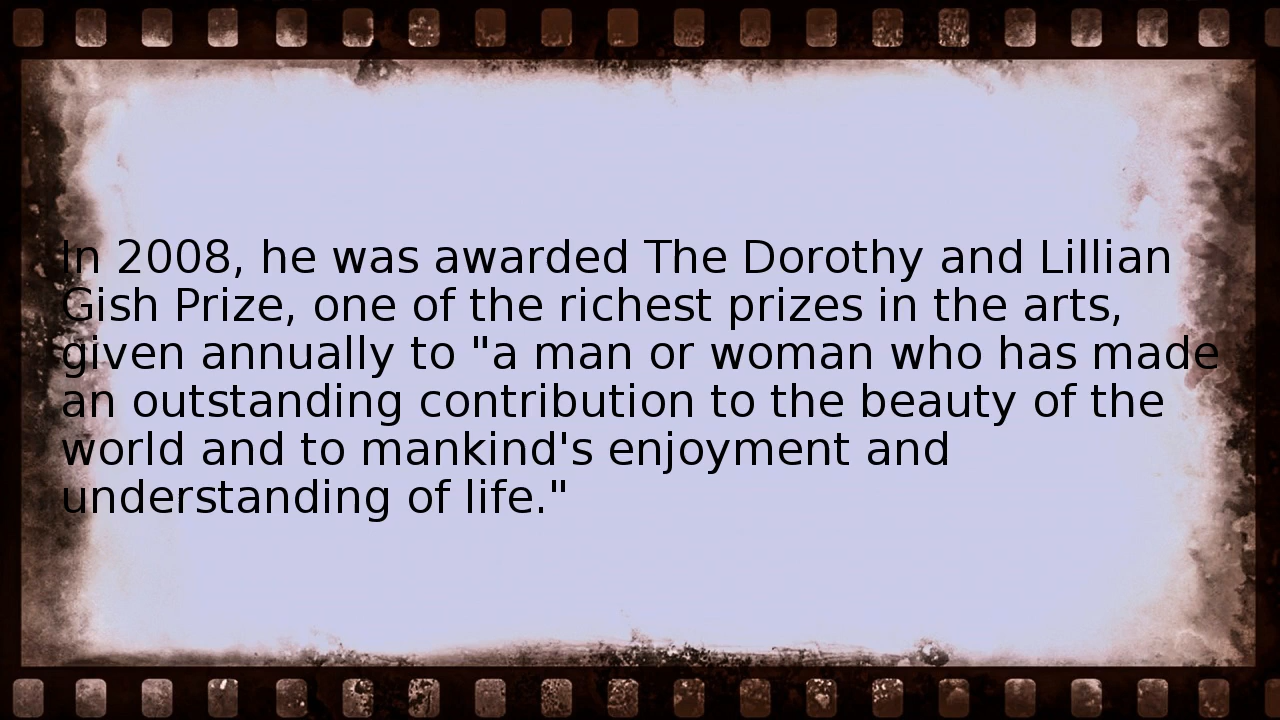 In 2008, he was awarded The Dorothy and Lillian
Gish Prize, one of the richest prizes in the arts,
given annually to "a man or woman who has made
an outstanding contribution to the beauty of the
world and to mankind's enjoyment and
understanding of life."